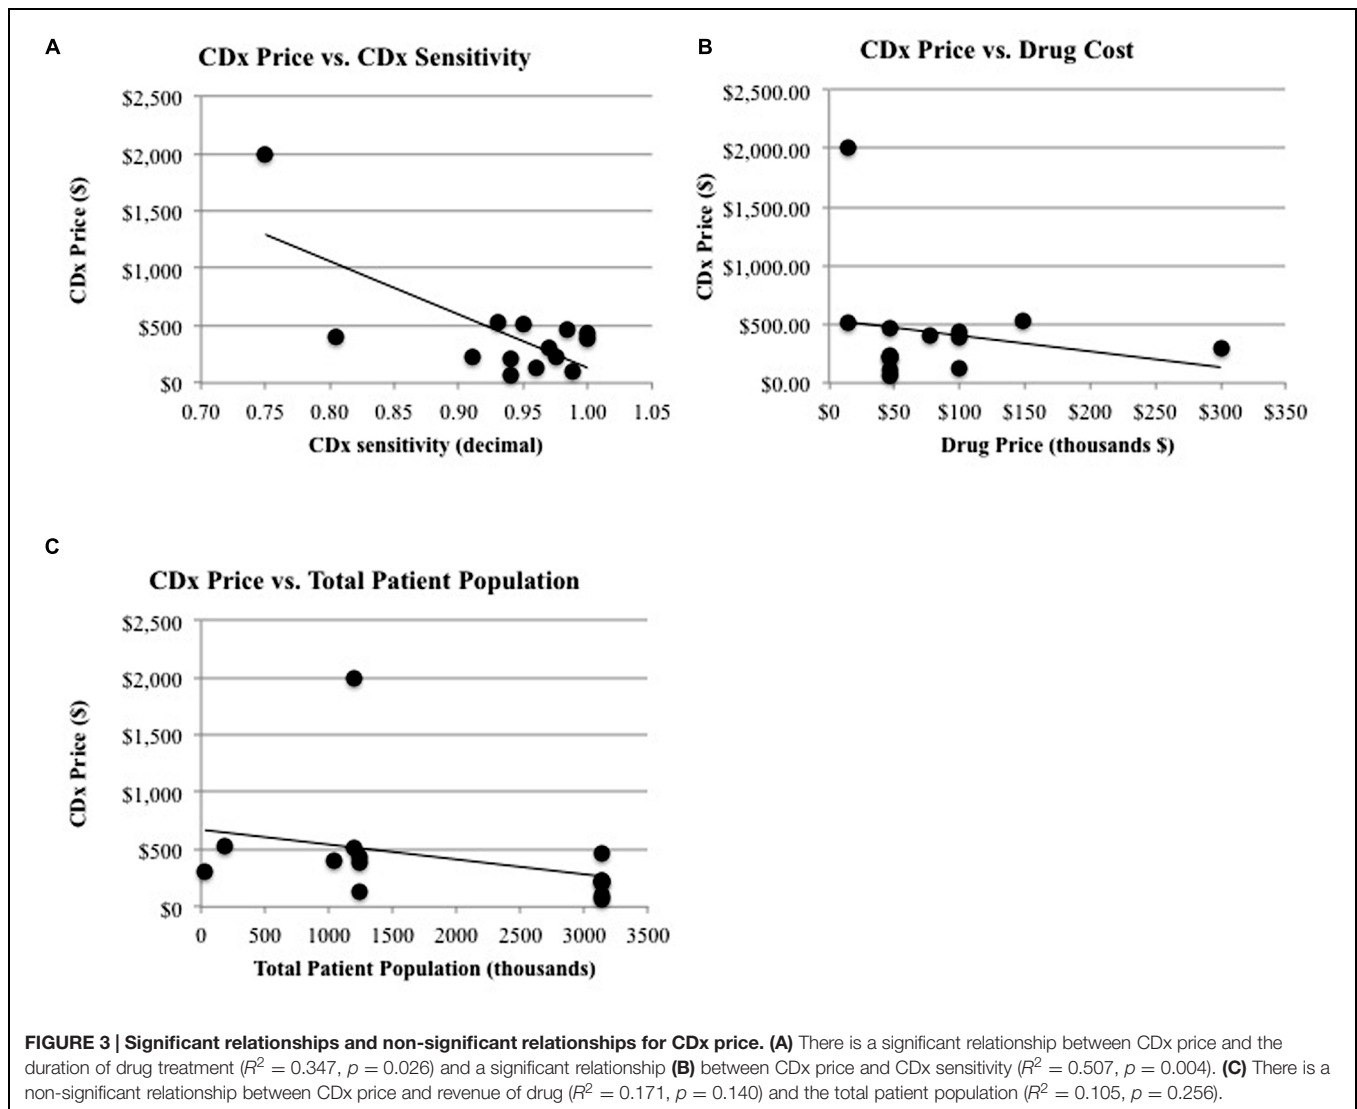 A
CDx Price vs. CDx Sensitivity
$2,500
$2,000
$1,500
$1,000
$500
$0
CDx Price ($)
0.70 0.75 0.80 0.85 0.90 0.95 1.00 1.05
CDx sensitivity (decimal)
B
CDx Price vs. Drug Cost
$2,500.00
$2,000.00
$1,500.00
$1,000.00
$500.00
$0.00
CDx Price ($)
$0 $50 $100 $150 $200 $250 $300 $350
Drug Price (thousands $)
C
CDx Price vs. Total Patient Population
$2,500
$2,000
$1,500
$1,000
$500
$0
CDx Price ($)
0 500 1000 1500 2000 2500 3000 3500
Total Patient Population (thousands)
FIGURE 3 | Significant relationships and non-significant relationships for CDx price. (A) There is a significant relationship between CDx price and the
duration of drug treatment (R² = 0.347, p = 0.026) and a significant relationship (B) between CDx price and CDx sensitivity (R² = 0.507, p = 0.004). (C) There is a
non-significant relationship between CDx price and revenue of drug (R² = 0.171, p = 0.140) and the total patient population (R² = 0.105, p = 0.256).